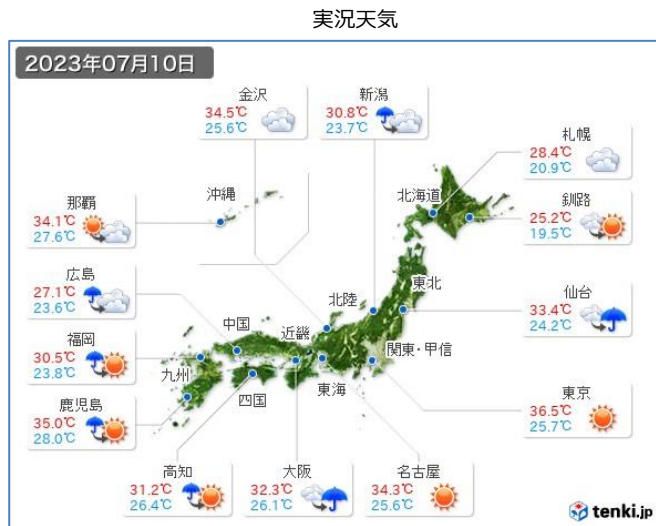 実況天気
2023年07月10日
金沢
34.5℃
25.6℃
新潟
30.8℃
23.7℃
札幌
28.4℃
20.9℃
那覇
34.1℃
27.6℃
沖縄
北海道
釧路
25.2℃
19.5℃
広島
27.1℃
23.6℃
東北
仙台
33.4℃
24.2℃
北陸
中国
近畿
福岡
30.5℃
23.8℃
九州
関東・甲信
東海
四国
鹿児島
35.0℃
28.0℃
東京
36.5℃
25.7℃
高知
31.2℃
26.4℃
大阪
32.3℃
26.1℃
名古屋
34.3℃
25.6℃
tenki.jp